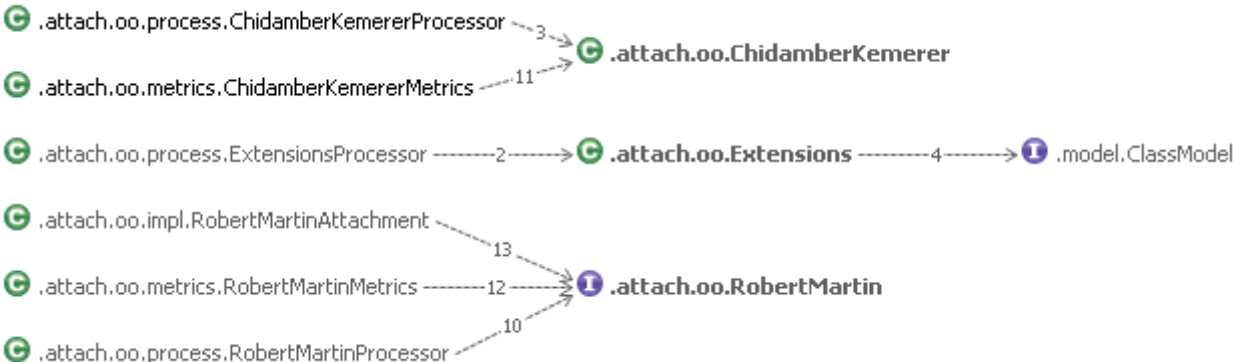 C .attach.oo.process.ChidamberKemererProcessor
3
C .attach.oo.ChidamberKemerer
C .attach.oo.metrics.ChidamberKemererMetrics
11
C .attach.oo.process.ExtensionsProcessor 2 C .attach.oo.Extensions 4 I .model.ClassModel
C .attach.oo.impl.RobertMartinAttachment
13
C .attach.oo.metrics.RobertMartinMetrics 12 I .attach.oo.RobertMartin
10
C .attach.oo.process.RobertMartinProcessor